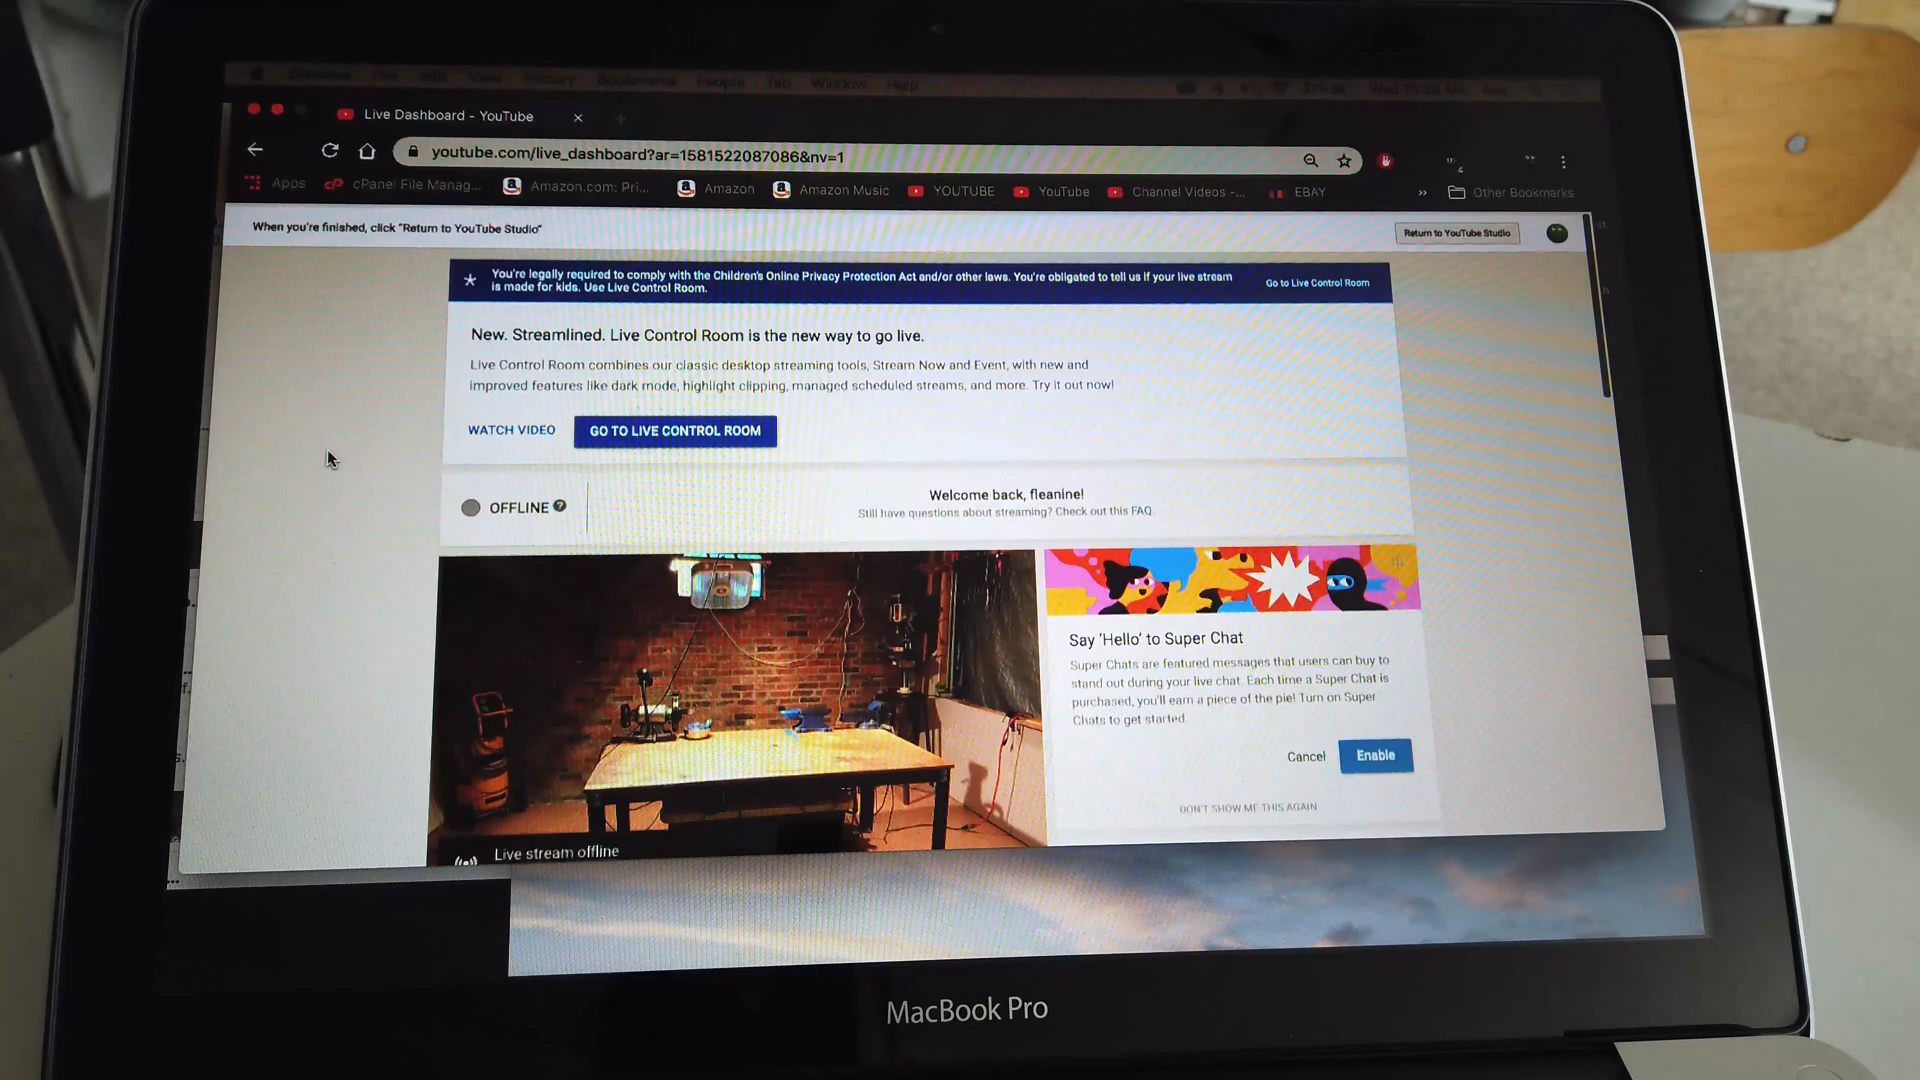 Chrome File Edit View History Bookmarks People Tab Window Help
Live Dashboard - YouTube
youtube.com/live_dashboard?ar=1581522087086&nv=1
Apps cPanel File Manag... Amazon.com: Pri... Amazon Amazon Music YOUTUBE YouTube Channel Videos -... EBAY » Other Bookmarks
When you're finished, click "Return to YouTube Studio"
Return to YouTube Studio
You're legally required to comply with the Children's Online Privacy Protection Act and/or other laws. You're obligated to tell us if your live stream
is made for kids. Use Live Control Room.
Go to Live Control Room
New. Streamlined. Live Control Room is the new way to go live.
Live Control Room combines our classic desktop streaming tools, Stream Now and Event, with new and
improved features like dark mode, highlight clipping, managed scheduled streams, and more. Try it out now!
WATCH VIDEO GO TO LIVE CONTROL ROOM
OFFLINE ?
Welcome back, fleanine!
Still have questions about streaming? Check out this FAQ
Live stream offline
Say 'Hello' to Super Chat
Super Chats are featured messages that users can buy to
stand out during your live chat. Each time a Super Chat is
purchased, you'll earn a piece of the pie! Turn on Super
Chats to get started.
Cancel Enable
DON'T SHOW ME THIS AGAIN
MacBook Pro